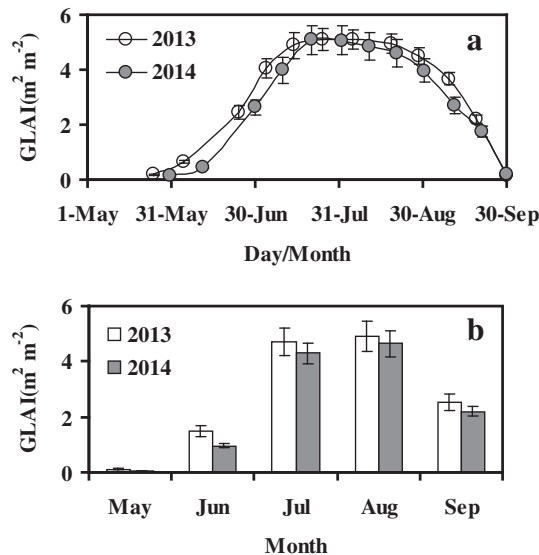 6
a
2013
2014
4
2
0
GLAI(m² m⁻²)
1-May 31-May 30-Jun 31-Jul 30-Aug 30-Sep
Day/Month
6
b
2013
2014
4
2
0
GLAI(m² m⁻²)
May Jun Jul Aug Sep
Month